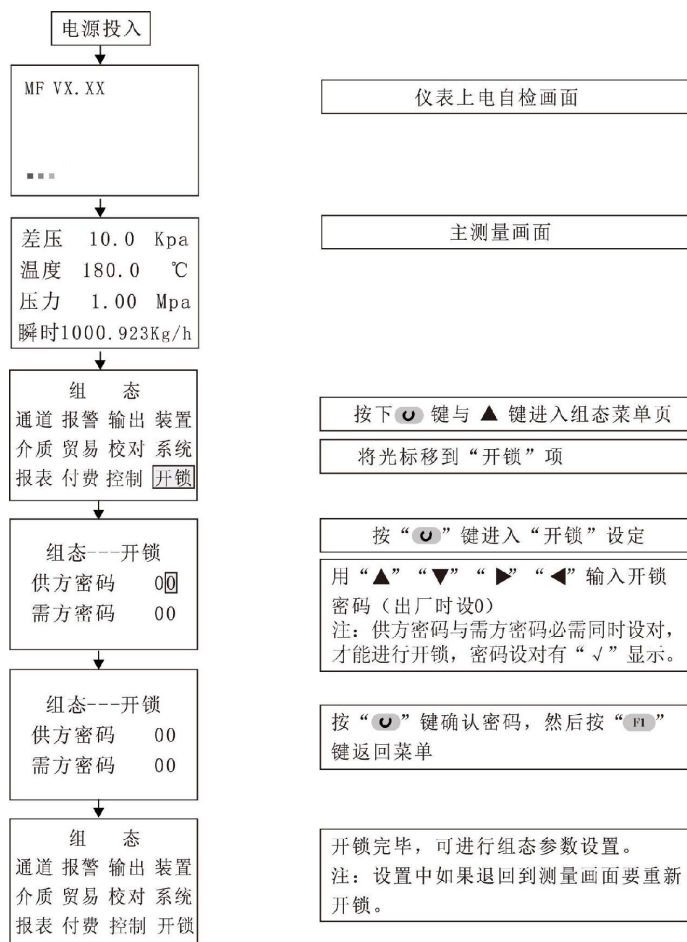 电源投入
MF VX.XX
仪表上电自检画面
差压 10.0 Kpa
温度 180.0 ℃
压力 1.00 Mpa
瞬时1000.923Kg/h
主测量画面
组 态
通道 报警 输出 装置
介质 贸易 校对 系统
报表 付费 控制 开锁
按下 键与 ▲ 键进入组态菜单页
将光标移到“开锁”项
组态---开锁
供方密码 00
需方密码 00
按“ ”键进入“开锁”设定
用“▲”“▼”“▶”“◀”输入开锁
密码（出厂时设0）
注：供方密码与需方密码必需同时设对，
才能进行开锁，密码设对有“√”显示。
组态---开锁
供方密码 00
需方密码 00
按“ ”键确认密码，然后按“F1”
键返回菜单
组 态
通道 报警 输出 装置
介质 贸易 校对 系统
报表 付费 控制 开锁
开锁完毕，可进行组态参数设置。
注：设置中如果退回到测量画面要重新
开锁。